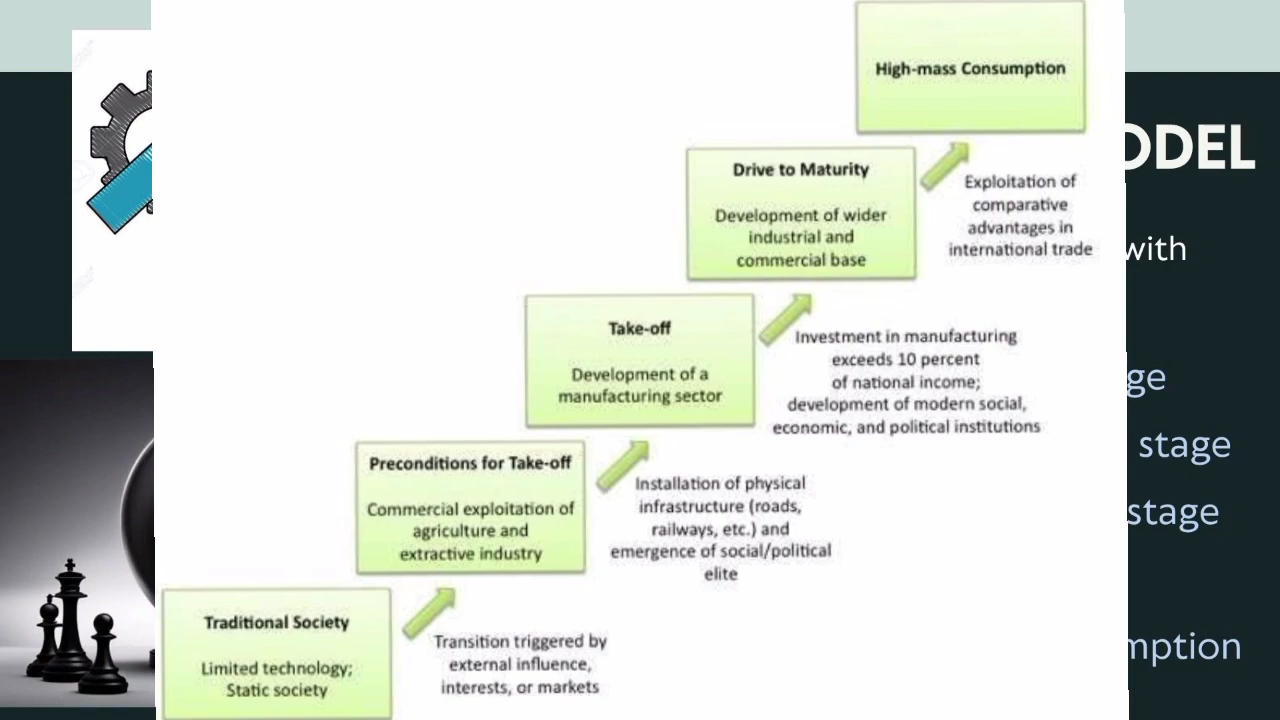 High-mass Consumption
Drive to Maturity
Development of wider
industrial and
commercial base
Exploitation of
comparative
advantages in
international trade
Take-off
Development of a
manufacturing sector
Investment in manufacturing
exceeds 10 percent
of national income;
development of modern social,
economic, and political institutions
Preconditions for Take-off
Commercial exploitation of
agriculture and
extractive industry
Installation of physical
infrastructure (roads,
railways, etc.) and
emergence of social/political
elite
Traditional Society
Limited technology;
Static society
Transition triggered by
external influence,
interests, or markets
ODEL
with
ge
stage
stage
mption